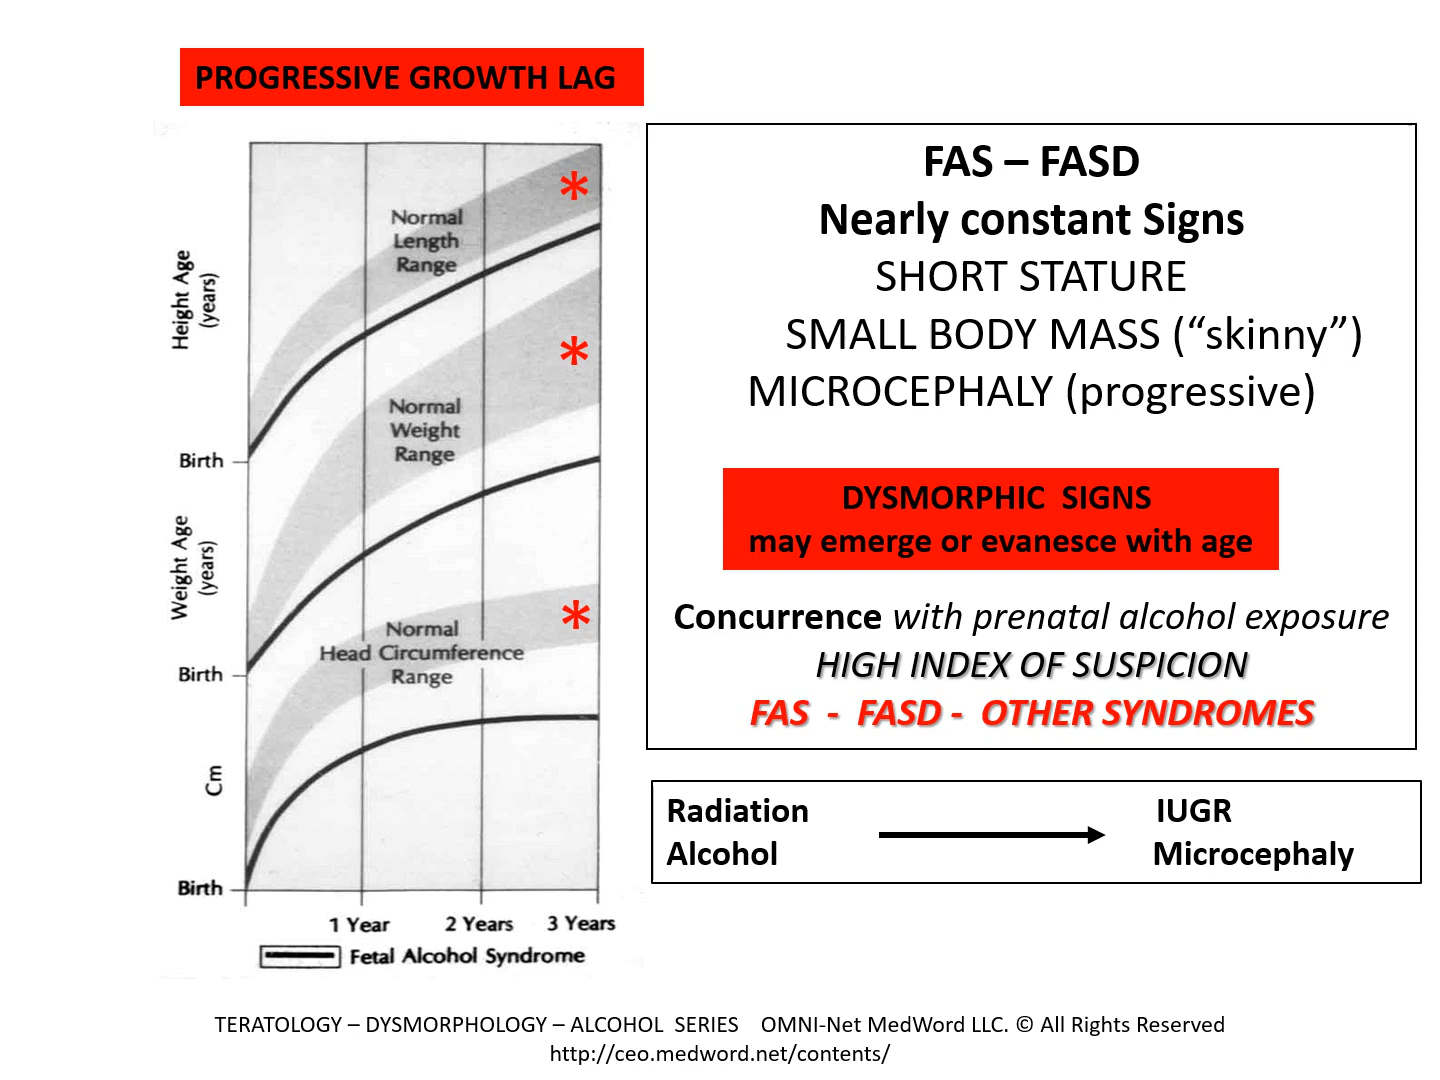 PROGRESSIVE GROWTH LAG
Normal
Length
Range
Height Age
(years)
Birth
Normal
Weight
Range
Weight Age
(years)
Birth
Normal
Head Circumference
Range
Cm
Birth
1 Year
2 Years
3 Years
Fetal Alcohol Syndrome
FAS – FASD
Nearly constant Signs
SHORT STATURE
SMALL BODY MASS (“skinny”)
MICROCEPHALY (progressive)
DYSMORPHIC SIGNS
may emerge or evanesce with age
Concurrence with prenatal alcohol exposure
HIGH INDEX OF SUSPICION
FAS - FASD - OTHER SYNDROMES
Radiation IUGR
Alcohol Microcephaly
TERATOLOGY – DYSMORPHOLOGY – ALCOHOL SERIES OMNI-Net MedWord LLC. © All Rights Reserved
http://ceo.medword.net/contents/